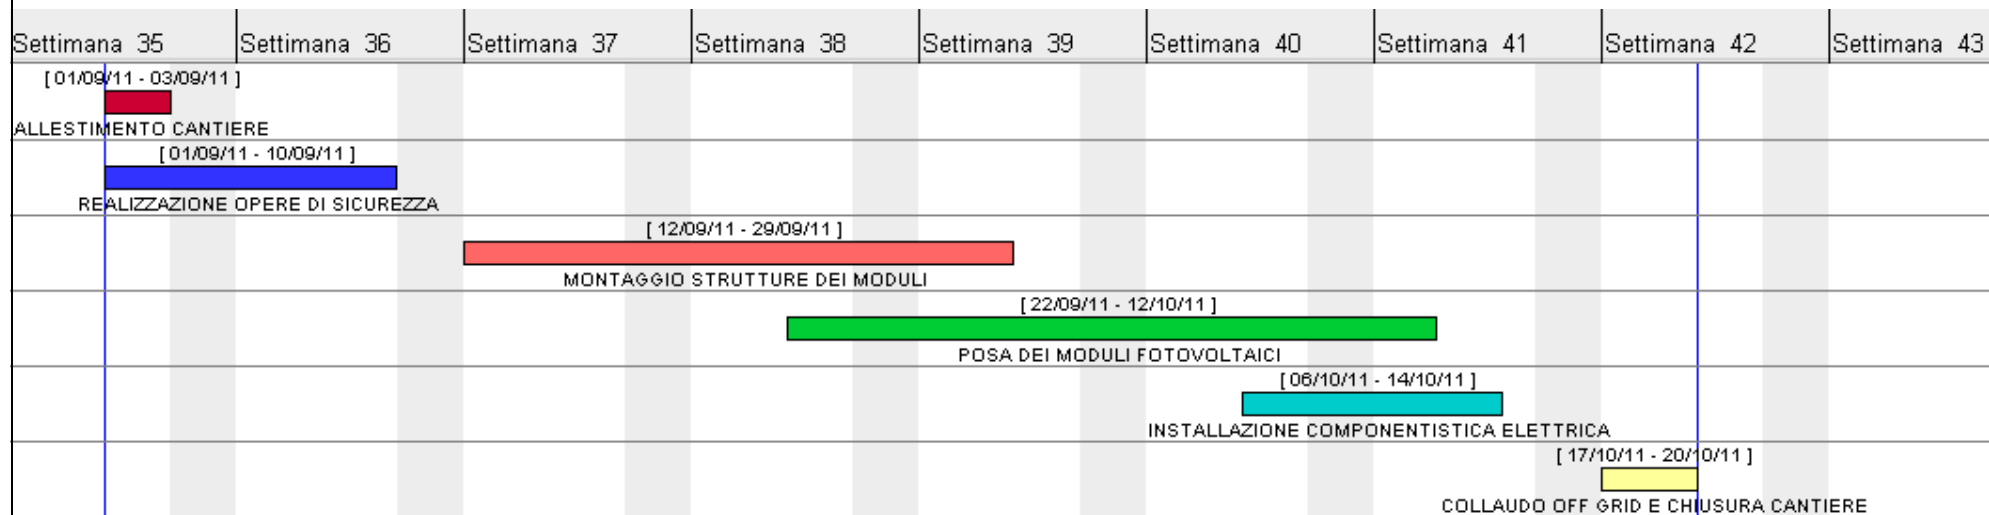 Settimana 35 Settimana 36 Settimana 37 Settimana 38 Settimana 39 Settimana 40 Settimana 41 Settimana 42 Settimana 43
[ 01/09/11 - 03/09/11 ]
ALLESTIMENTO CANTIERE
[ 01/09/11 - 10/09/11 ]
REALIZZAZIONE OPERE DI SICUREZZA
[ 12/09/11 - 29/09/11 ]
MONTAGGIO STRUTTURE DEI MODULI
[ 22/09/11 - 12/10/11 ]
POSA DEI MODULI FOTOVOLTAICI
[ 06/10/11 - 14/10/11 ]
INSTALLAZIONE COMPONENTISTICA ELETTRICA
[ 17/10/11 - 20/10/11 ]
COLLAUDO OFF GRID E CHIUSURA CANTIERE